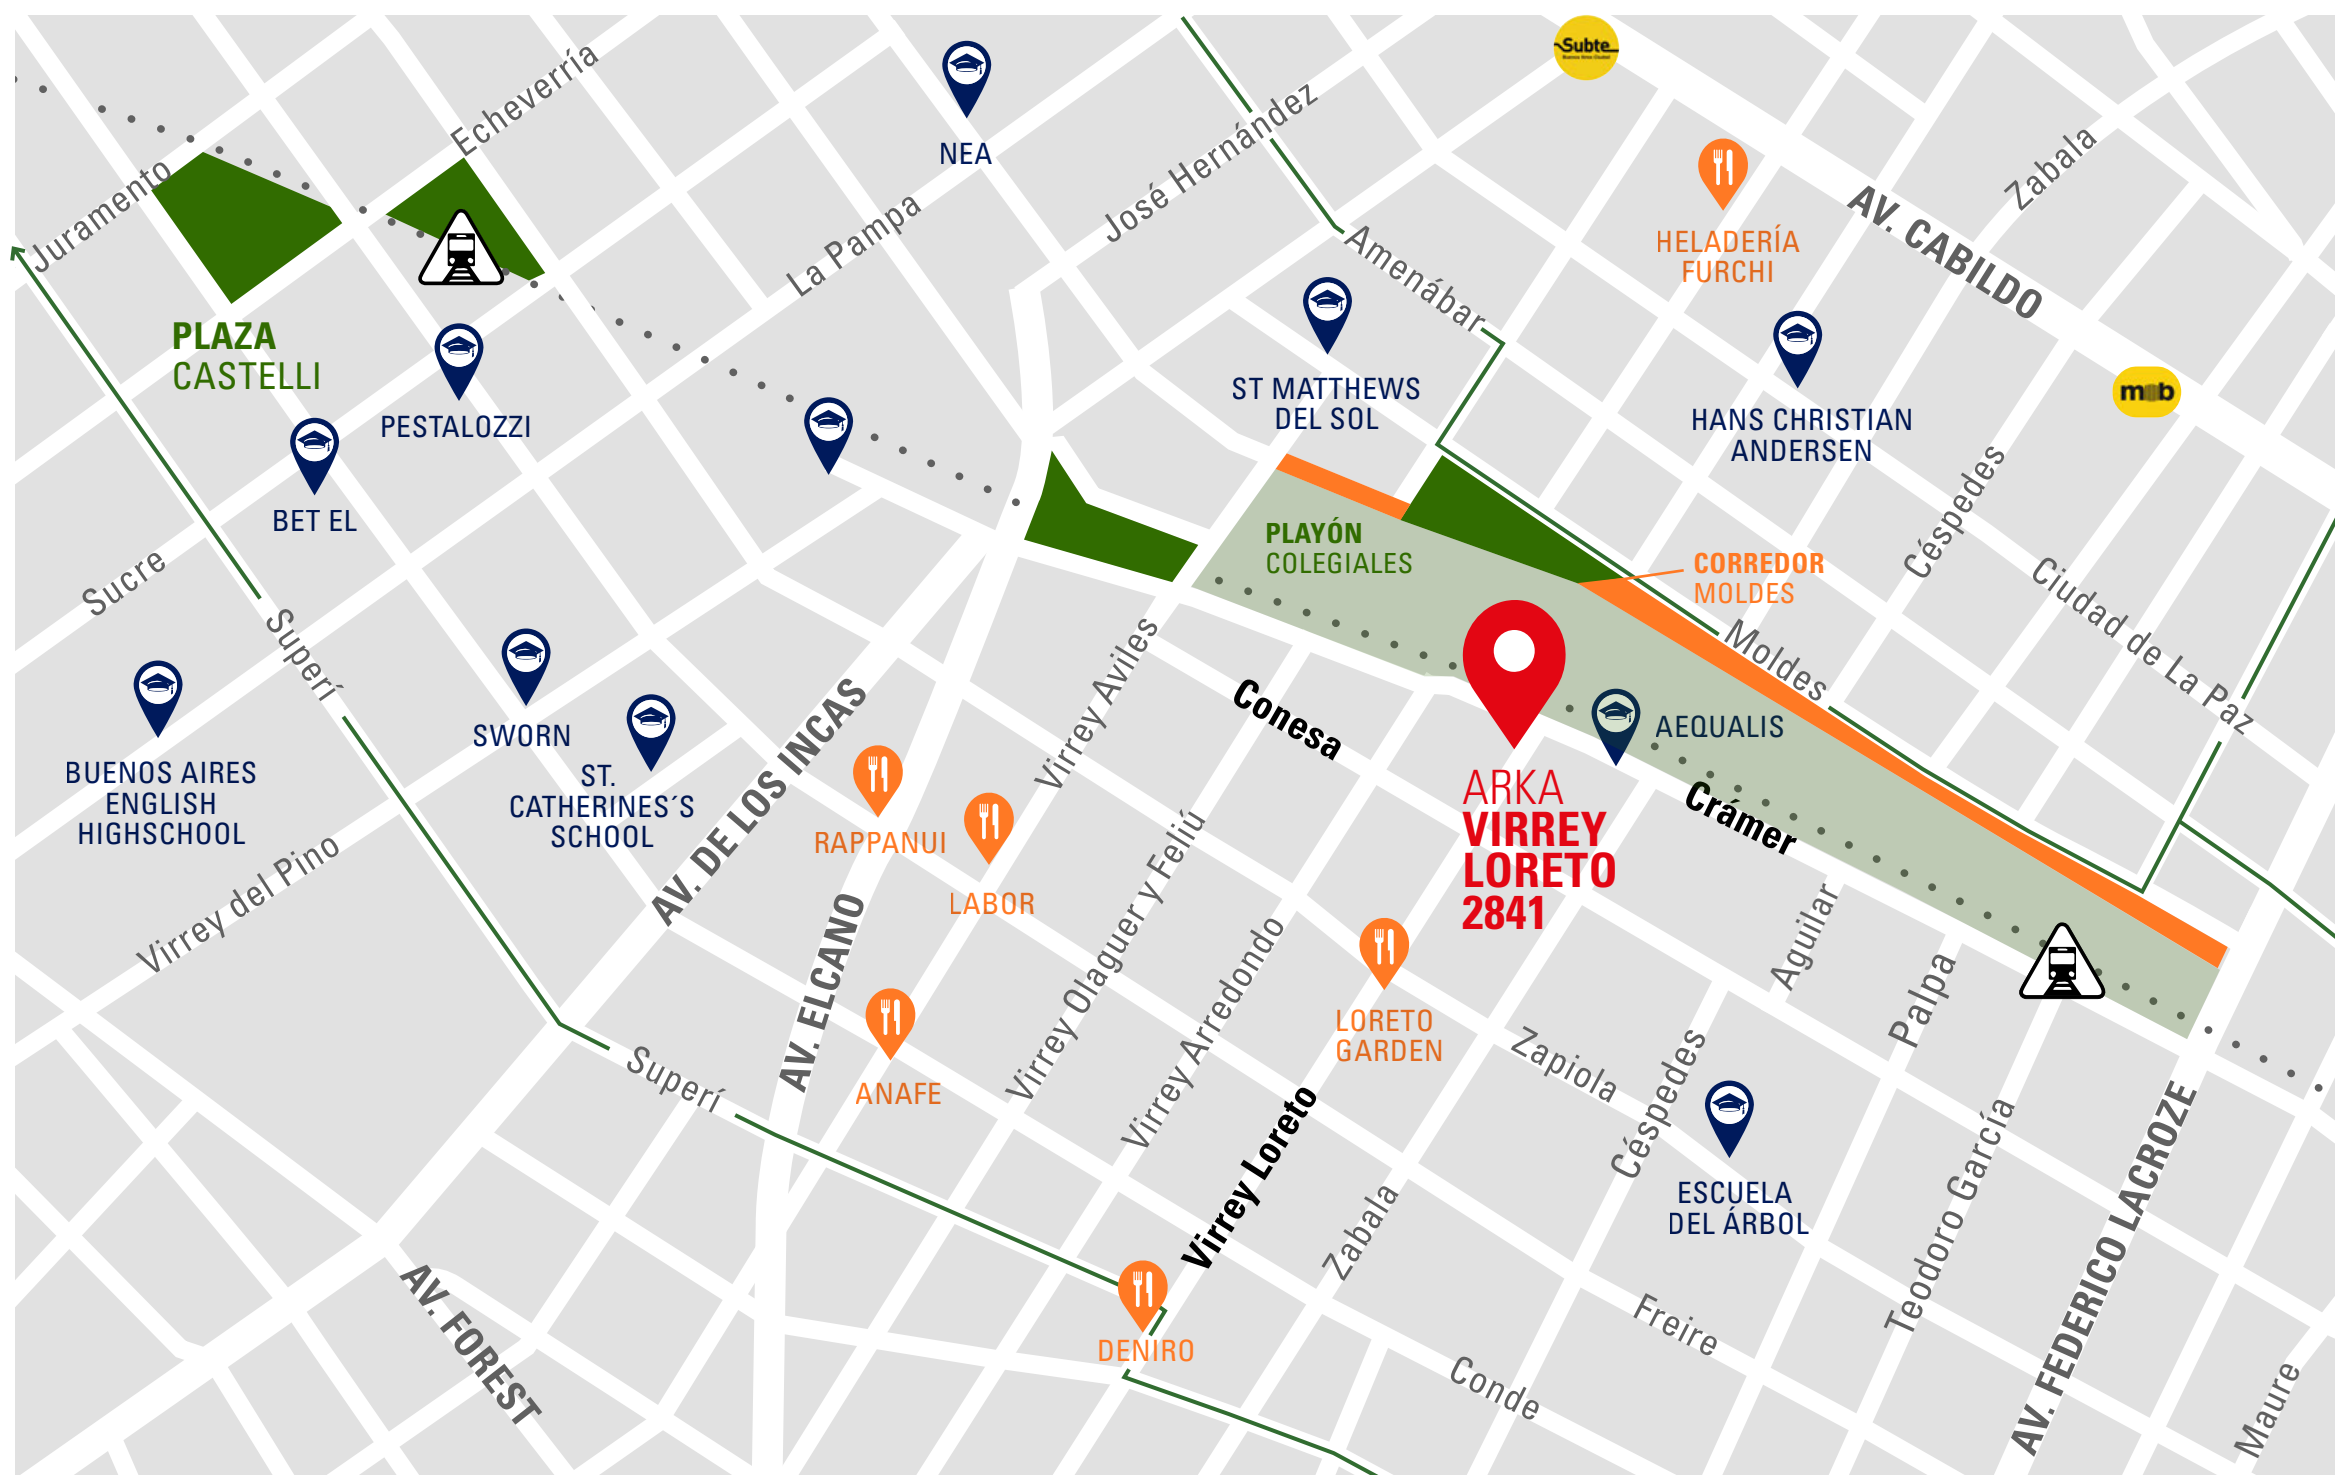 Subte
Buenos Aires Ciudad
Echeverría
José Hernández
NEA
Zabala
Juramento
La Pampa
AV. CABILDO
HELADERÍA
FURCHI
Amenábar
PLAZA
CASTELLI
ST MATTHEWS
DEL SOL
mob
PESTALOZZI
HANS CHRISTIAN
ANDERSEN
BET EL
Céspedes
PLAYÓN
COLEGIALES
CORREDOR
MOLDES
Sucre
Ciudad de La Paz
Superí
Moldes
Virrey Aviles
Conesa
SWORN
AEQUALIS
BUENOS AIRES
ENGLISH
HIGHSCHOOL
ST.
CATHERINES´S
SCHOOL
AV. DE LOS INCAS
ARKA
VIRREY
LORETO
2841
Crámer
RAPPANUI
LABOR
Virrey del Pino
Virrey Olaguer y Feliú
Aguilar
AV. ELCANO
Virrey Arredondo
Palpa
LORETO
GARDEN
Zapiola
Superí
ANAFE
Céspedes
Virrey Loreto
Teodoro García
AV. FEDERICO LACROZE
ESCUELA
DEL ÁRBOL
Zabala
AV. FOREST
DENIRO
Freire
Conde
Maure